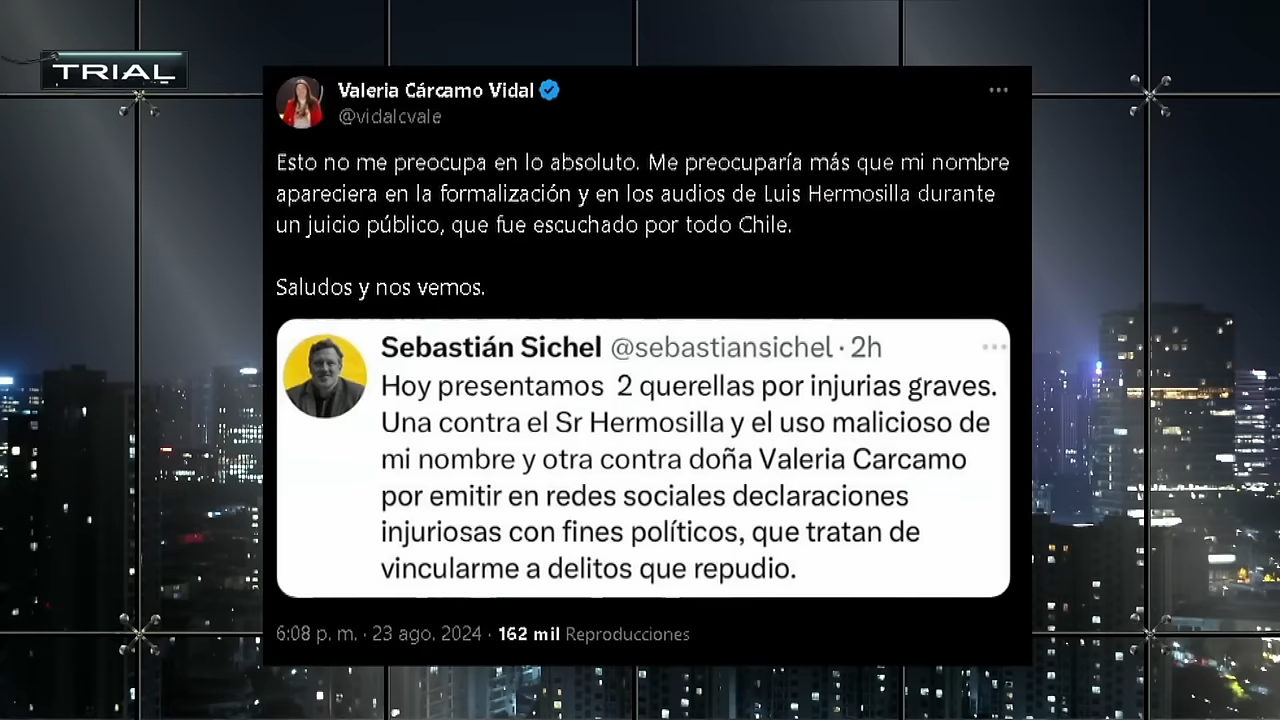 TRIAL
Valeria Cárcamo Vidal
@vidalcvale
Esto no me preocupa en lo absoluto. Me preocuparía más que mi nombre
apareciera en la formalización y en los audios de Luis Hermosilla durante
un juicio público, que fue escuchado por todo Chile.
Saludos y nos vemos.
Sebastián Sichel @sebastiansichel · 2h
Hoy presentamos 2 querellas por injurias graves.
Una contra el Sr Hermosilla y el uso malicioso de
mi nombre y otra contra doña Valeria Carcamo
por emitir en redes sociales declaraciones
injuriosas con fines políticos, que tratan de
vincularme a delitos que repudio.
6:08 p. m. · 23 ago. 2024 · 162 mil Reproducciones